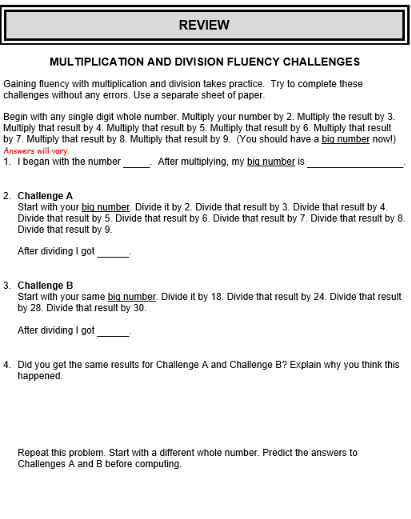 REVIEW
MULTIPLICATION AND DIVISION FLUENCY CHALLENGES
Gaining fluency with multiplication and division takes practice. Try to complete these
challenges without any errors. Use a separate sheet of paper.
Begin with any single digit whole number. Multiply your number by 2. Multiply the result by 3.
Multiply that result by 4. Multiply that result by 5. Multiply that result by 6. Multiply that result
by 7. Multiply that result by 8. Multiply that result by 9. (You should have a big number now!)
Answers will vary.
1. I began with the number _____. After multiplying, my big number is __________________.
2. Challenge A
Start with your big number. Divide it by 2. Divide that result by 3. Divide that result by 4.
Divide that result by 5. Divide that result by 6. Divide that result by 7. Divide that result by 8.
Divide that result by 9.
After dividing I got ______.
3. Challenge B
Start with your same big number. Divide it by 18. Divide that result by 24. Divide that result
by 28. Divide that result by 30.
After dividing I got ______.
4. Did you get the same results for Challenge A and Challenge B? Explain why you think this
happened.
Repeat this problem. Start with a different whole number. Predict the answers to
Challenges A and B before computing.